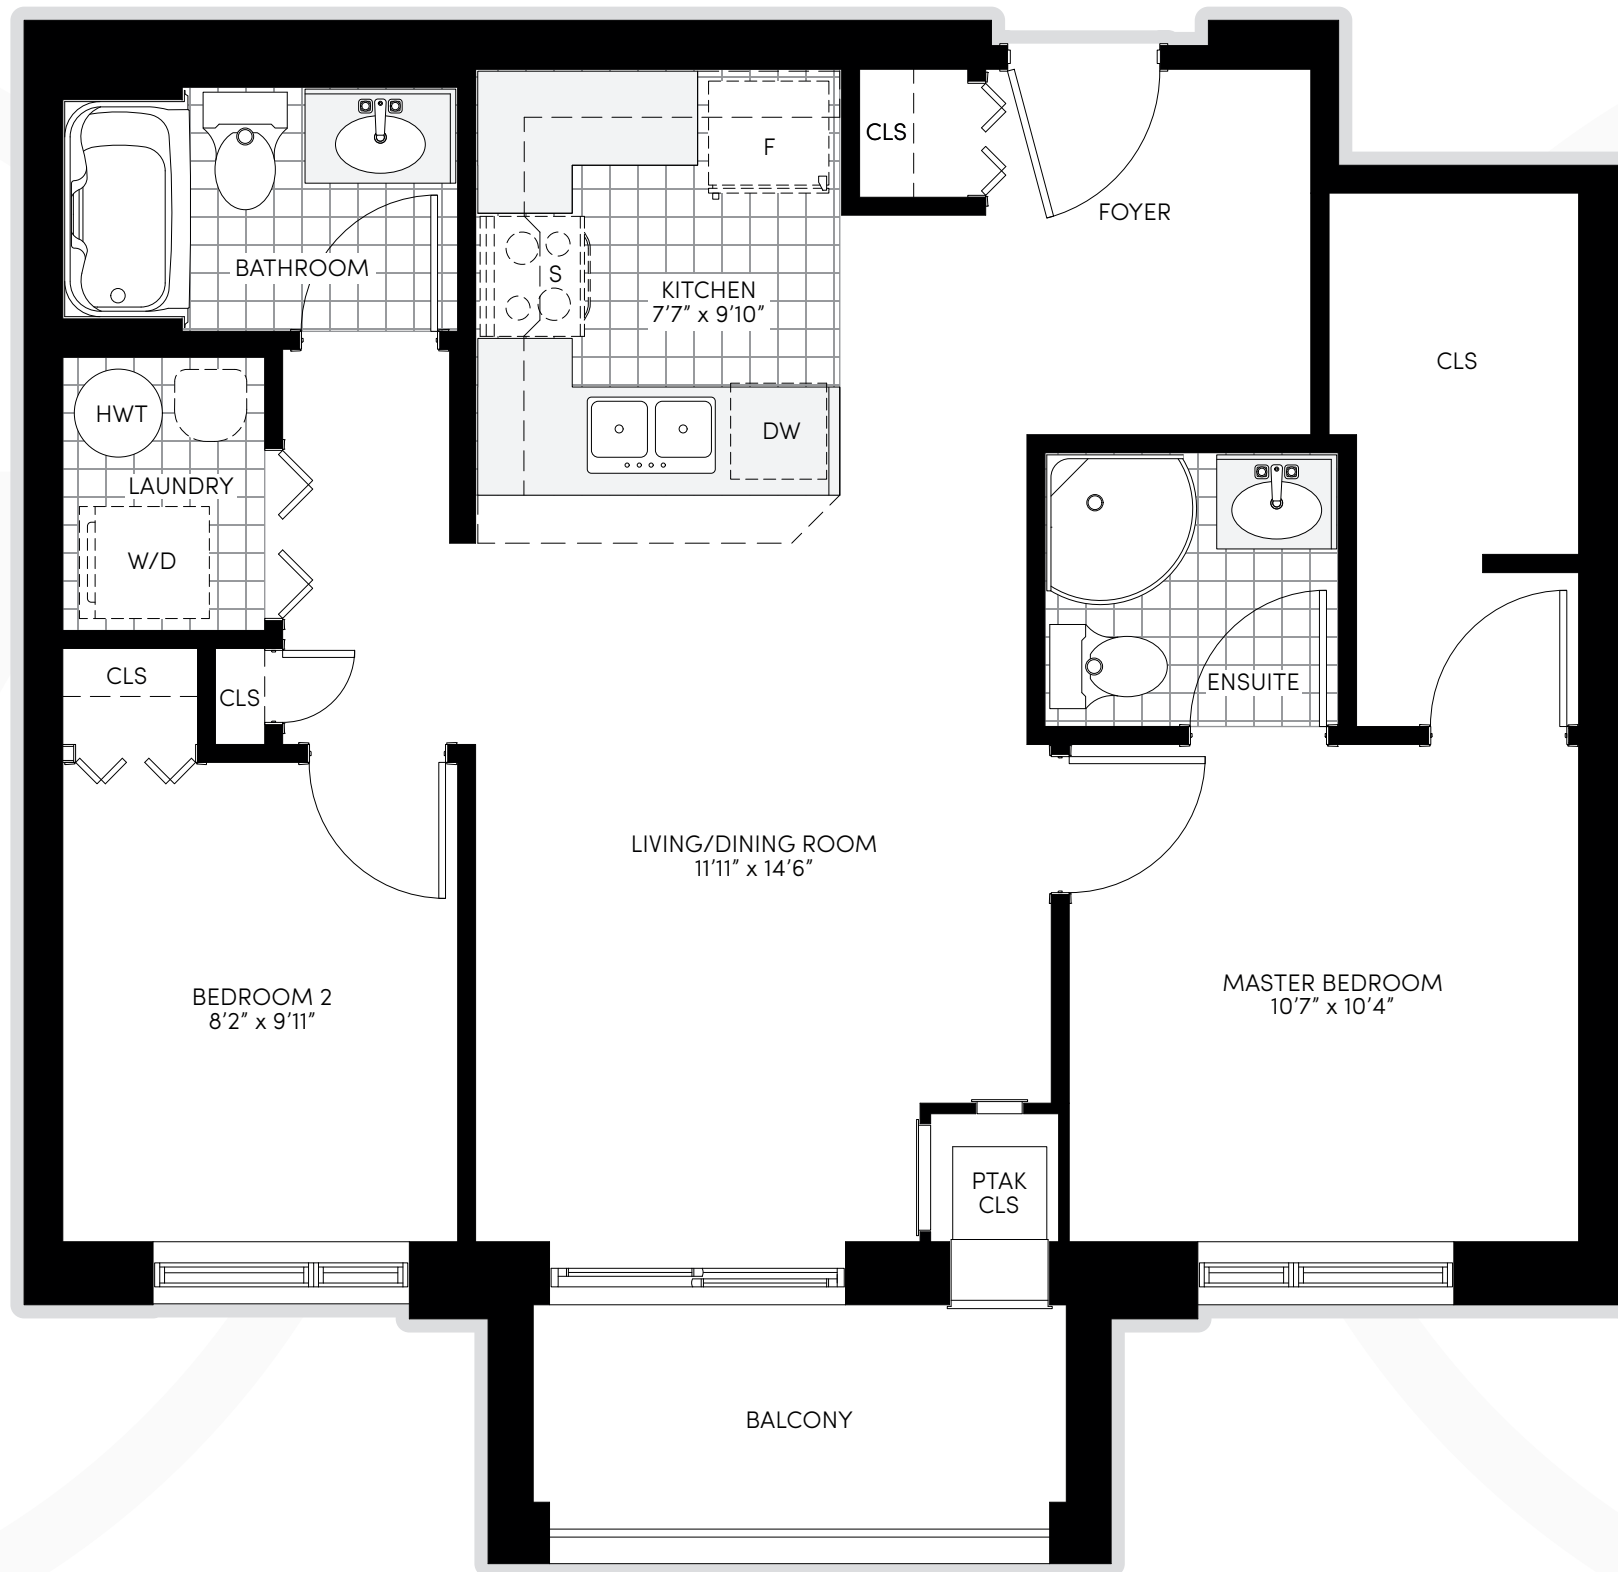 CLS
F
FOYER
BATHROOM
S
KITCHEN
7'7" x 9'10"
CLS
HWT
DW
LAUNDRY
W/D
CLS
CLS
ENSUITE
LIVING/DINING ROOM
11'11" x 14'6"
MASTER BEDROOM
10'7" x 10'4"
BEDROOM 2
8'2" x 9'11"
PTAK
CLS
BALCONY